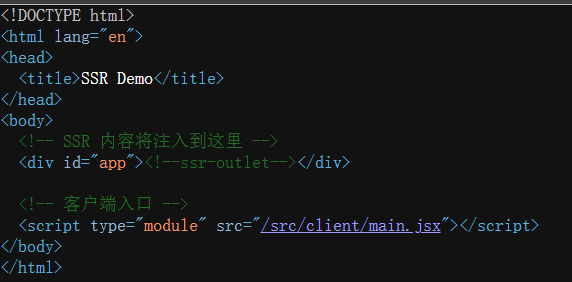 <!DOCTYPE html>
<html lang="en">
<head>
  <title>SSR Demo</title>
</head>
<body>
  <!-- SSR 内容将注入到这里 -->
  <div id="app"><!--ssr-outlet--></div>

  <!-- 客户端入口 -->
  <script type="module" src="/src/client/main.jsx"></script>
</body>
</html>